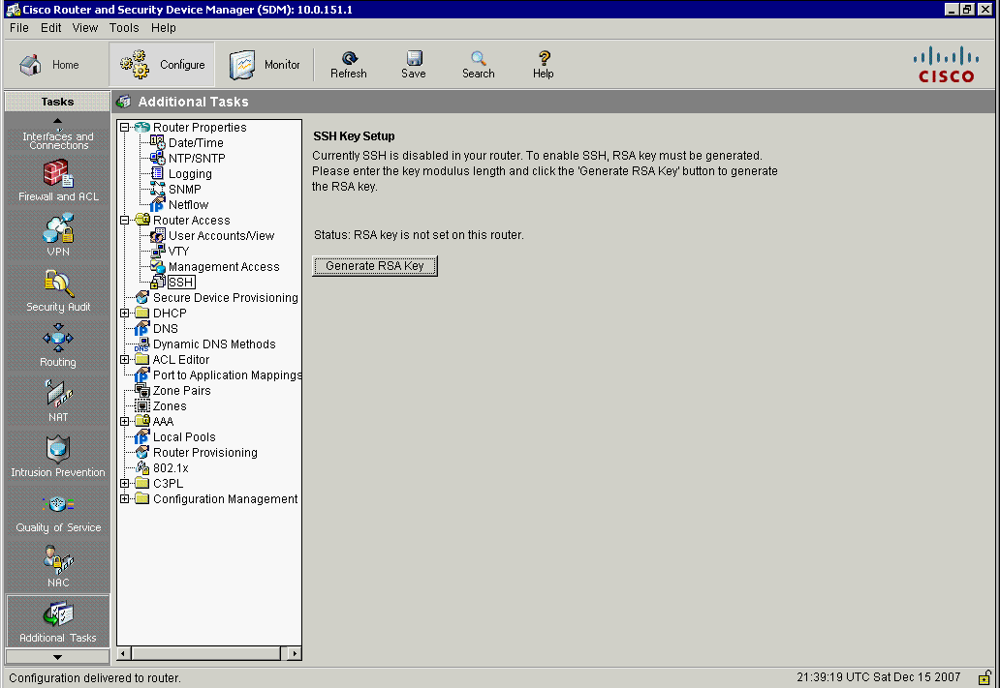 Cisco Router and Security Device Manager (SDM): 10.0.151.1
File Edit View Tools Help
Home
Configure
Monitor
Refresh
Save
Search
Help
CISCO
Tasks
Interfaces and
Connections
Firewall and ACL
VPN
Security Audit
Routing
NAT
Intrusion Prevention
Quality of Service
NAC
Additional Tasks
Additional Tasks
Router Properties
Date/Time
NTP/SNTP
Logging
SNMP
Netflow
Router Access
User Accounts/View
VTY
Management Access
SSH
Secure Device Provisioning
DHCP
DNS
Dynamic DNS Methods
ACL Editor
Port to Application Mappings
Zone Pairs
Zones
AAA
Local Pools
Router Provisioning
802.1x
C3PL
Configuration Management
SSH Key Setup
Currently SSH is disabled in your router. To enable SSH, RSA key must be generated.
Please enter the key modulus length and click the 'Generate RSA Key' button to generate
the RSA key.
Status: RSA key is not set on this router.
Generate RSA Key
Configuration delivered to router.
21:39:19 UTC Sat Dec 15 2007